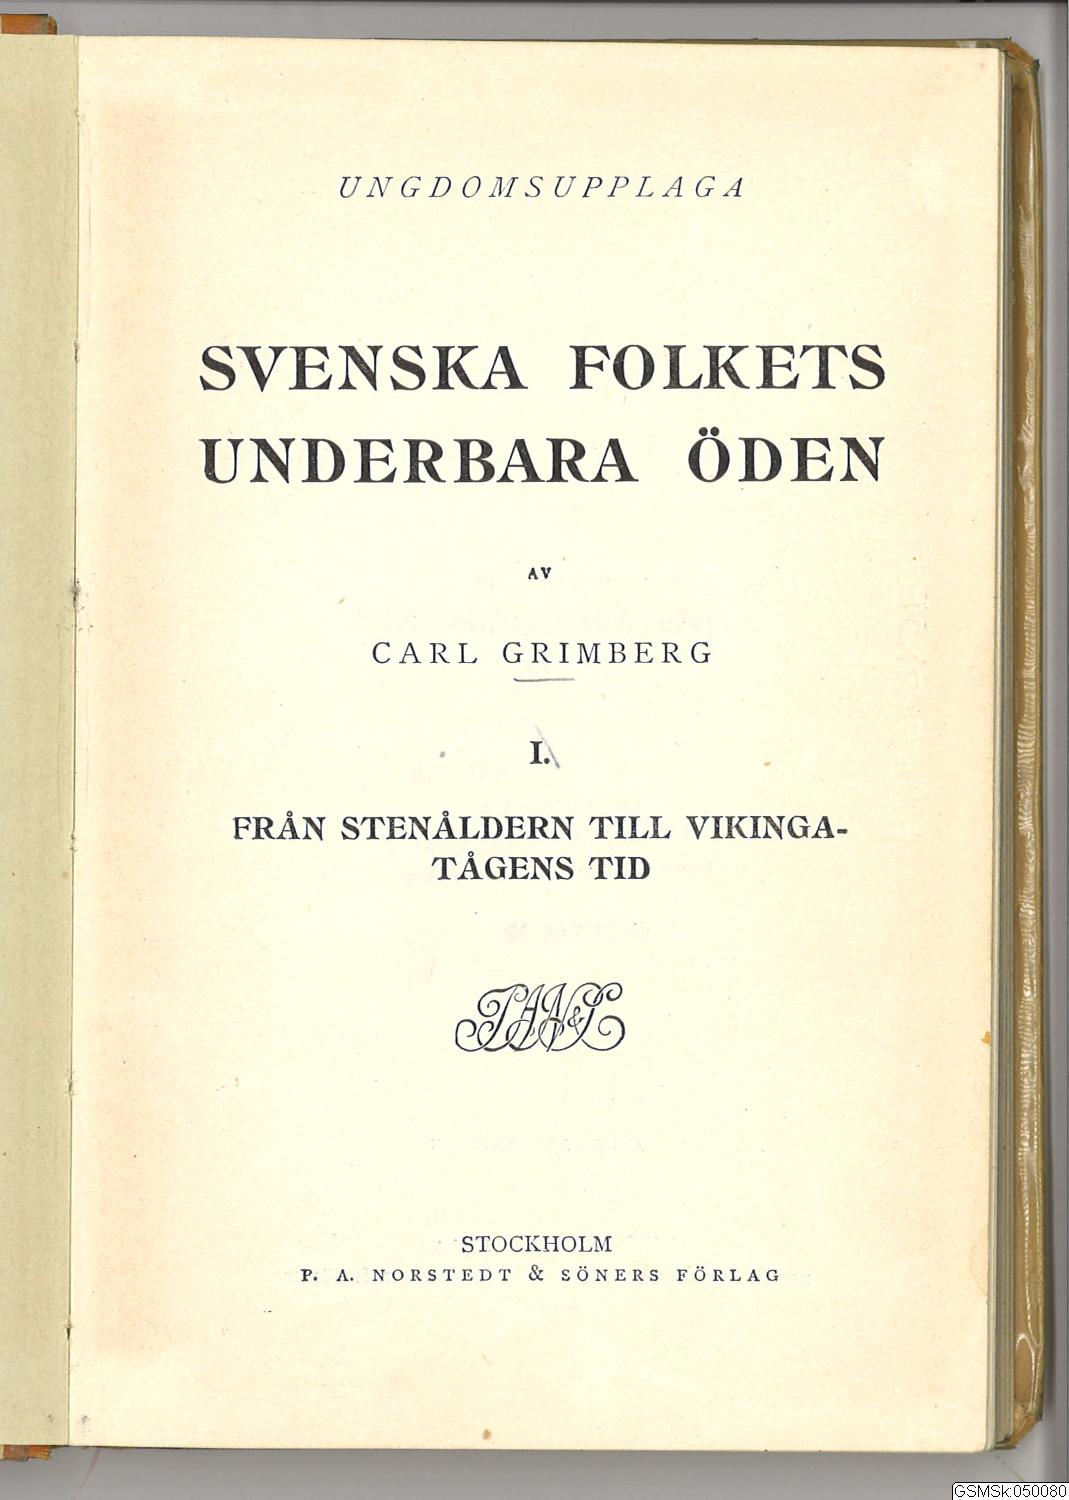 UNGDOMSUPPLAGA
SVENSKA FOLKETS
UNDERBARA ÖDEN
AV
CARL GRIMBERG
I.
FRÅN STENÅLDERN TILL VIKINGA-
TÅGENS TID
P A N & S
STOCKHOLM
P. A. NORSTEDT & SÖNERS FÖRLAG
GSMSk:050080